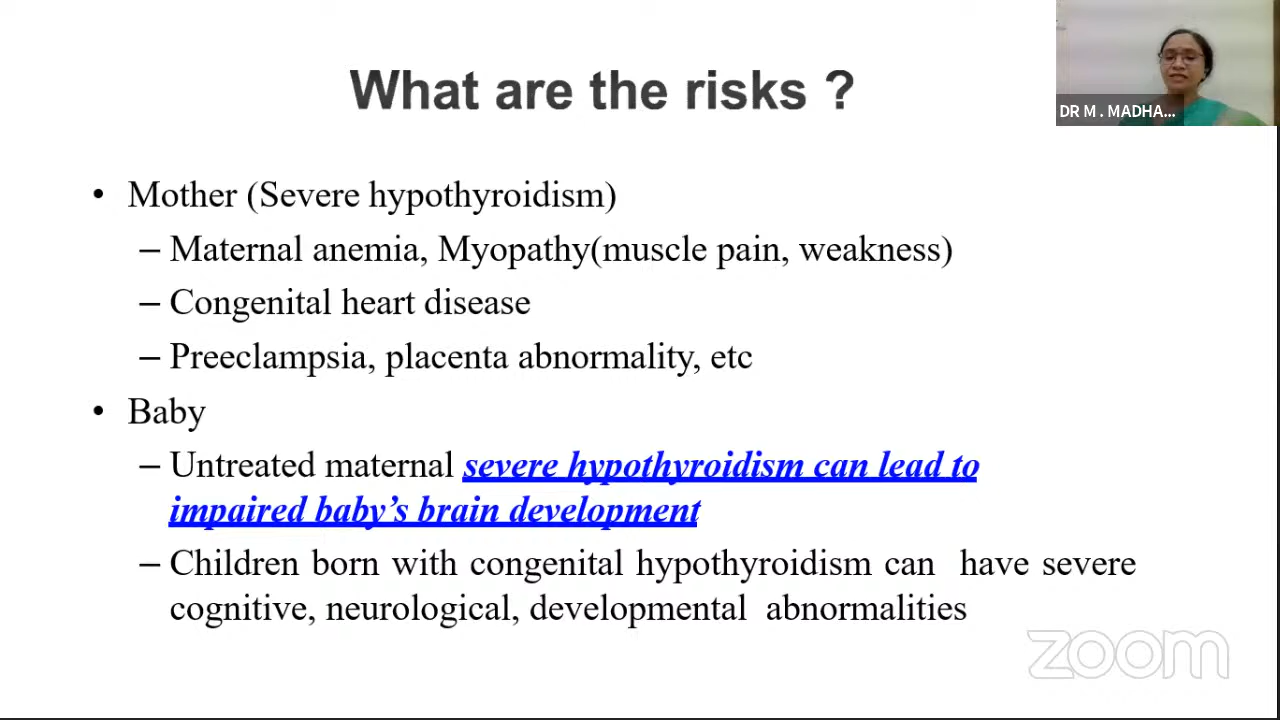 What are the risks ?
DR M . MADHA...
• Mother (Severe hypothyroidism)
– Maternal anemia, Myopathy(muscle pain, weakness)
– Congenital heart disease
– Preeclampsia, placenta abnormality, etc
• Baby
– Untreated maternal severe hypothyroidism can lead to
impaired baby’s brain development
– Children born with congenital hypothyroidism can have severe
cognitive, neurological, developmental abnormalities
zoom